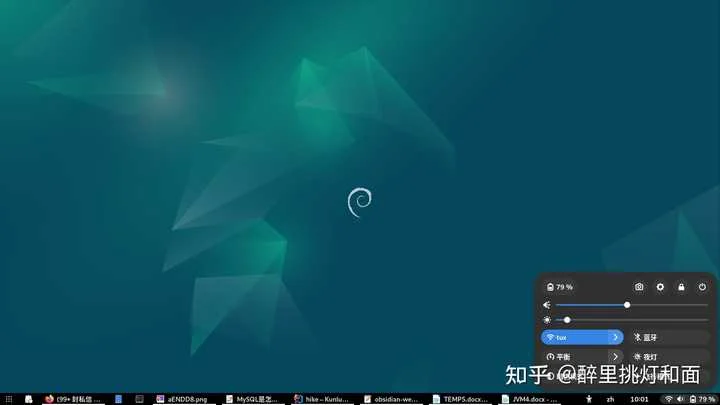 79 %
tux
蓝牙
平衡
夜灯
知乎 @醉里挑灯和面
(99+ 封私信
aENDD8.png
MySQL是怎...
hike – Kunlu...
obsidian-we...
TEMP5.docx...
JVM4.docx - ...
zh
10:01
79 %